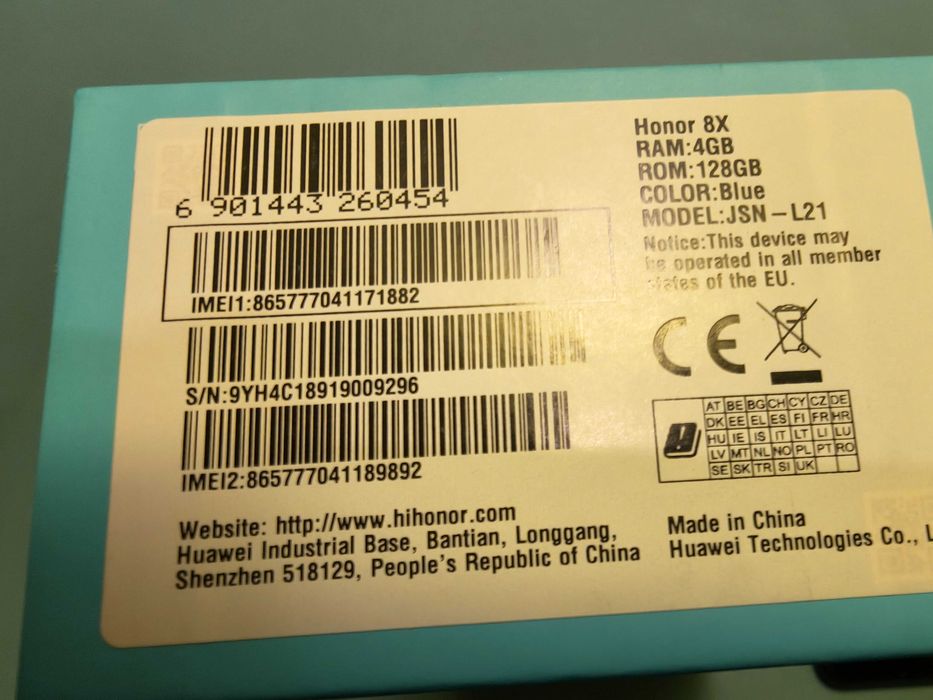 6 901443 260454
IMEI1:865777041171882
S/N:9YH4C18919009296
IMEI2:865777041189892
Honor 8X
RAM:4GB
ROM:128GB
COLOR:Blue
MODEL:JSN-L21
Notice:This device may
be operated in all member
states of the EU.
CE
AT BE BG CH CY CZ DE
DK EE EL ES FI FR HR
HU IE IS IT LT LI LU
LV MT NL NO PL PT RO
SE SK TR SI UK
Website: http://www.hihonor.com
Huawei Industrial Base, Bantian, Longgang,
Shenzhen 518129, People's Republic of China
Made in China
Huawei Technologies Co., L